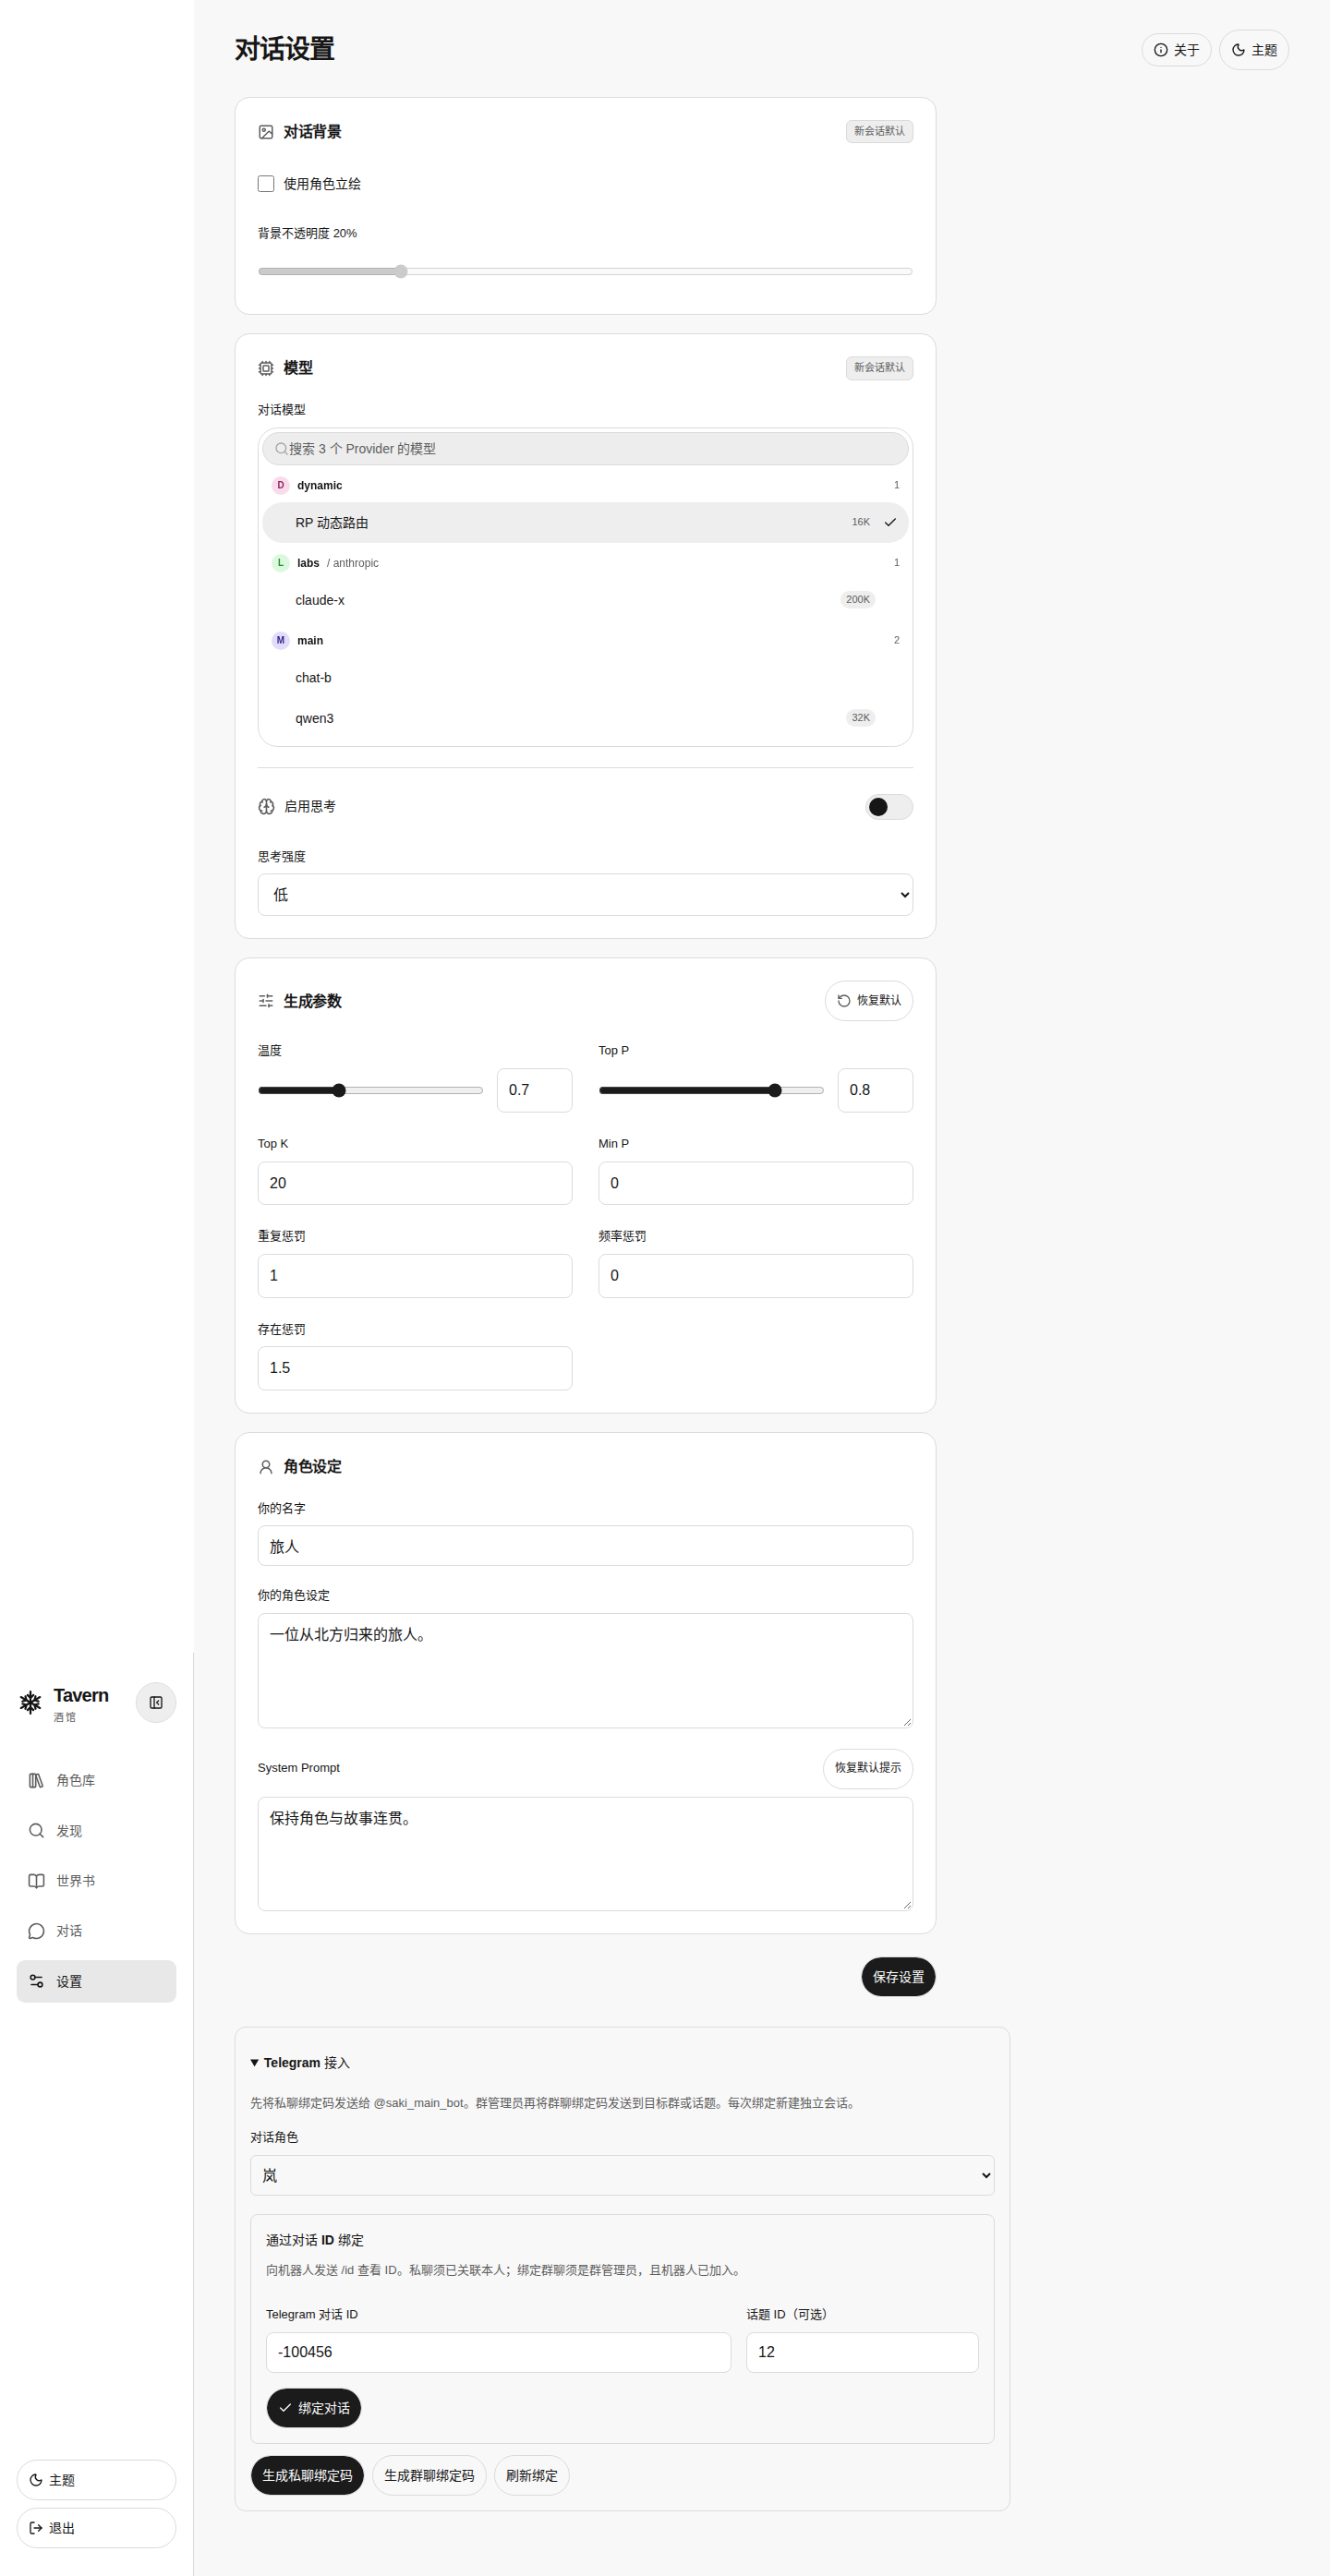 对话设置
关于
主题
对话背景
新会话默认
使用角色立绘
背景不透明度 20%
模型
新会话默认
对话模型
搜索 3 个 Provider 的模型
D dynamic 1
RP 动态路由 16K
L labs / anthropic 1
claude-x 200K
M main 2
chat-b
qwen3 32K
启用思考
思考强度
低
生成参数
恢复默认
温度
0.7
Top P
0.8
Top K
20
Min P
0
重复惩罚
1
频率惩罚
0
存在惩罚
1.5
角色设定
你的名字
旅人
你的角色设定
一位从北方归来的旅人。
System Prompt
恢复默认提示
保持角色与故事连贯。
保存设置
Tavern
酒馆
角色库
发现
世界书
对话
设置
主题
退出
Telegram 接入
先将私聊绑定码发送给 @saki_main_bot。群管理员再将群聊绑定码发送到目标群或话题。每次绑定新建独立会话。
对话角色
岚
通过对话 ID 绑定
向机器人发送 /id 查看 ID。私聊须已关联本人；绑定群聊须是群管理员，且机器人已加入。
Telegram 对话 ID
-100456
话题 ID（可选）
12
绑定对话
生成私聊绑定码
生成群聊绑定码
刷新绑定